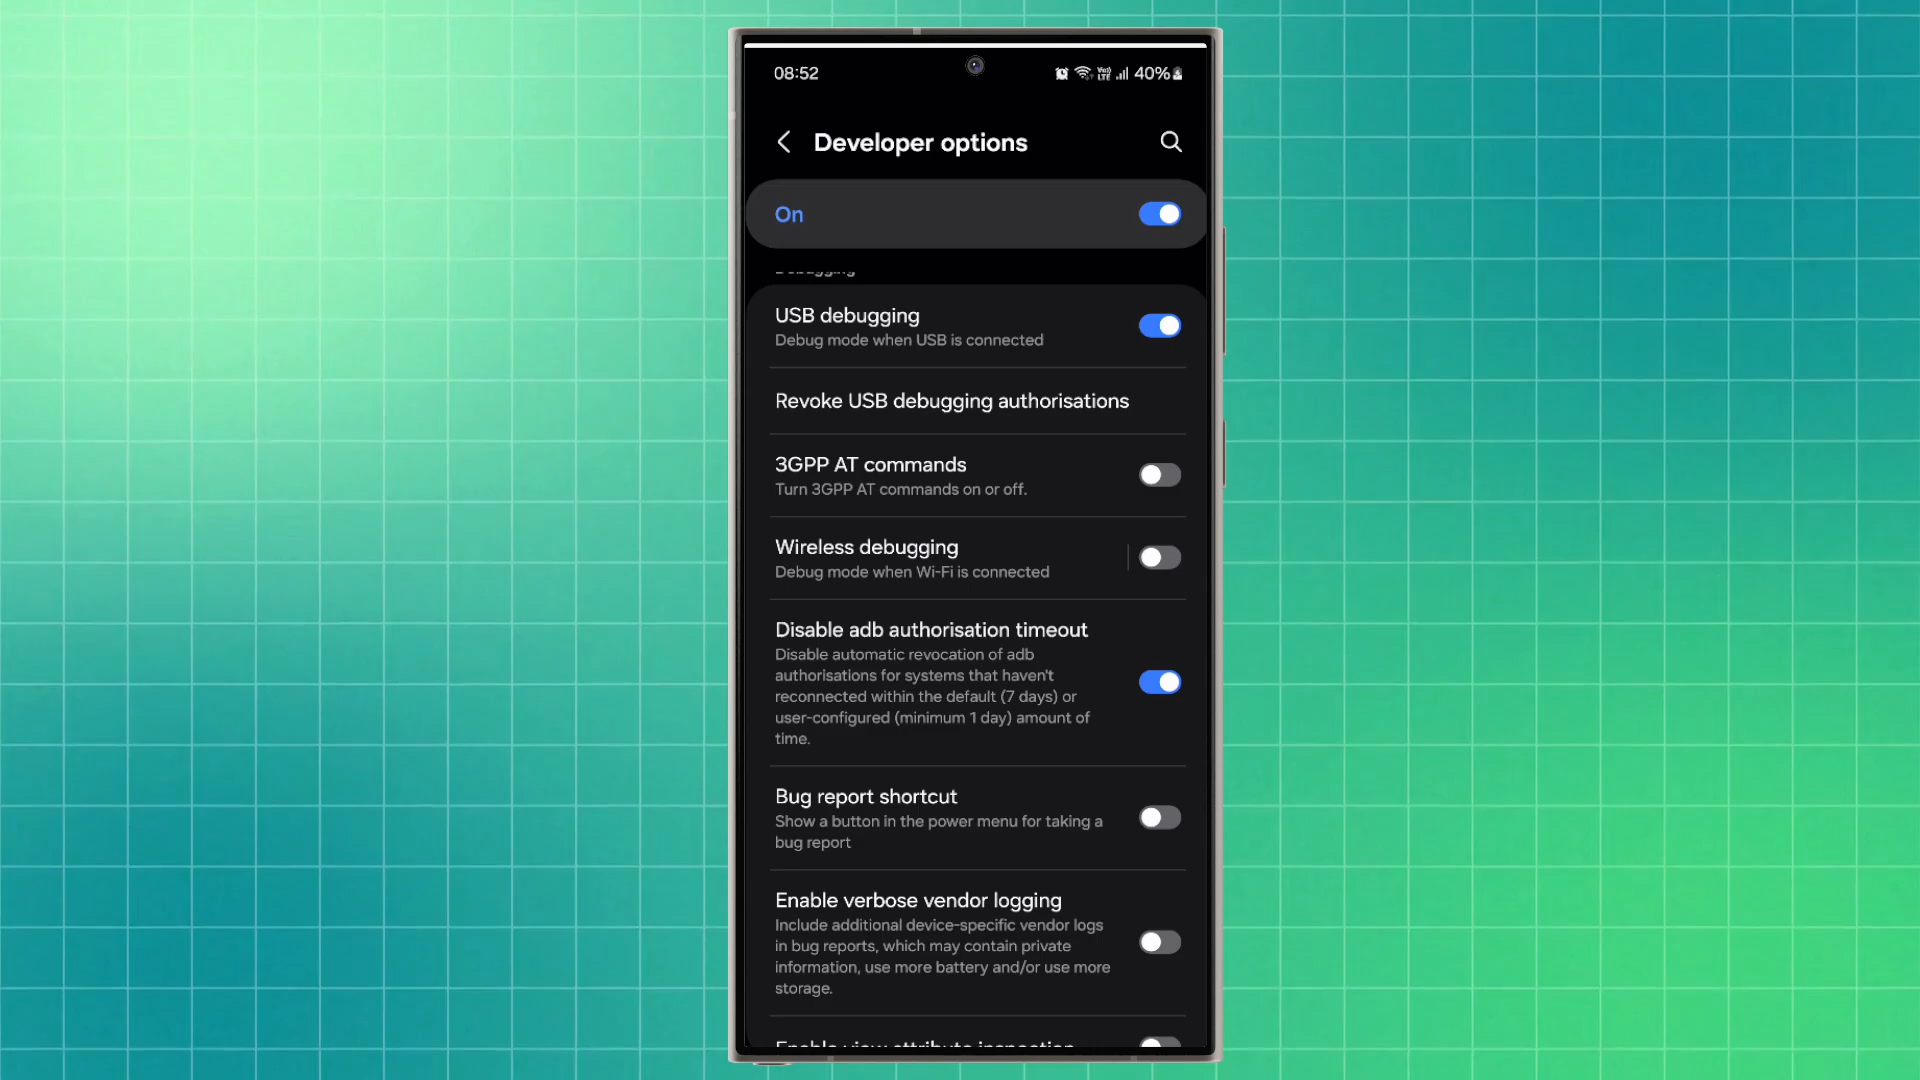 08:52
40%
Developer options
On
Debugging
USB debugging
Debug mode when USB is connected
Revoke USB debugging authorisations
3GPP AT commands
Turn 3GPP AT commands on or off.
Wireless debugging
Debug mode when Wi-Fi is connected
Disable adb authorisation timeout
Disable automatic revocation of adb
authorisations for systems that haven't
reconnected within the default (7 days) or
user-configured (minimum 1 day) amount of
time.
Bug report shortcut
Show a button in the power menu for taking a
bug report
Enable verbose vendor logging
Include additional device-specific vendor logs
in bug reports, which may contain private
information, use more battery and/or use more
storage.
Enable view attribute inspection